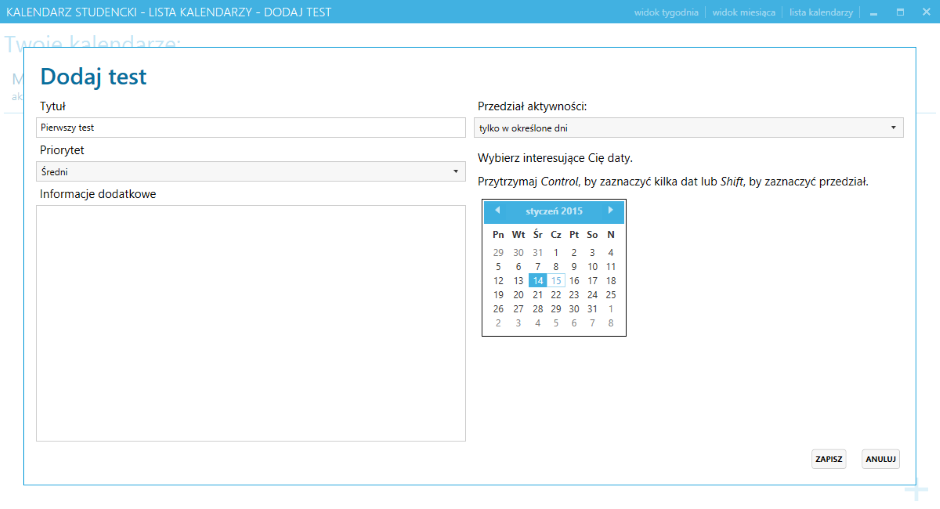 KALENDARZ STUDENCKI - LISTA KALENDARZY - DODAJ TEST
widok tygodnia
widok miesiąca
lista kalendarzy
Twoje kalendarze:
M
ak
Dodaj test
Tytuł
Pierwszy test
Priorytet
Średni
Informacje dodatkowe
Przedział aktywności:
tylko w określone dni
Wybierz interesujące Cię daty.
Przytrzymaj Control, by zaznaczyć kilka dat lub Shift, by zaznaczyć przedział.
styczeń 2015
Pn Wt Śr Cz Pt So N
29 30 31 1 2 3 4
5 6 7 8 9 10 11
12 13 14 15 16 17 18
19 20 21 22 23 24 25
26 27 28 29 30 31 1
2 3 4 5 6 7 8
ZAPISZ
ANULUJ